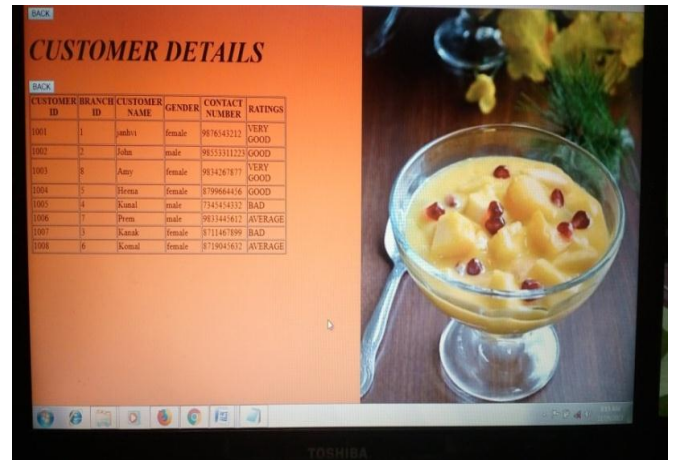 BACK
CUSTOMER DETAILS
BACK
CUSTOMER ID BRANCH ID CUSTOMER NAME GENDER CONTACT NUMBER RATINGS
1001 1 janhvi female 9876543212 VERY GOOD
1002 2 John male 98553311223 GOOD
1003 8 Amy female 9834267877 VERY GOOD
1004 5 Heena female 8799664456 GOOD
1005 4 Kunal male 7345454332 BAD
1006 7 Prem male 9833445612 AVERAGE
1007 3 Kanak female 8711467899 BAD
1008 6 Komal female 8719045632 AVERAGE
TOSHIBA